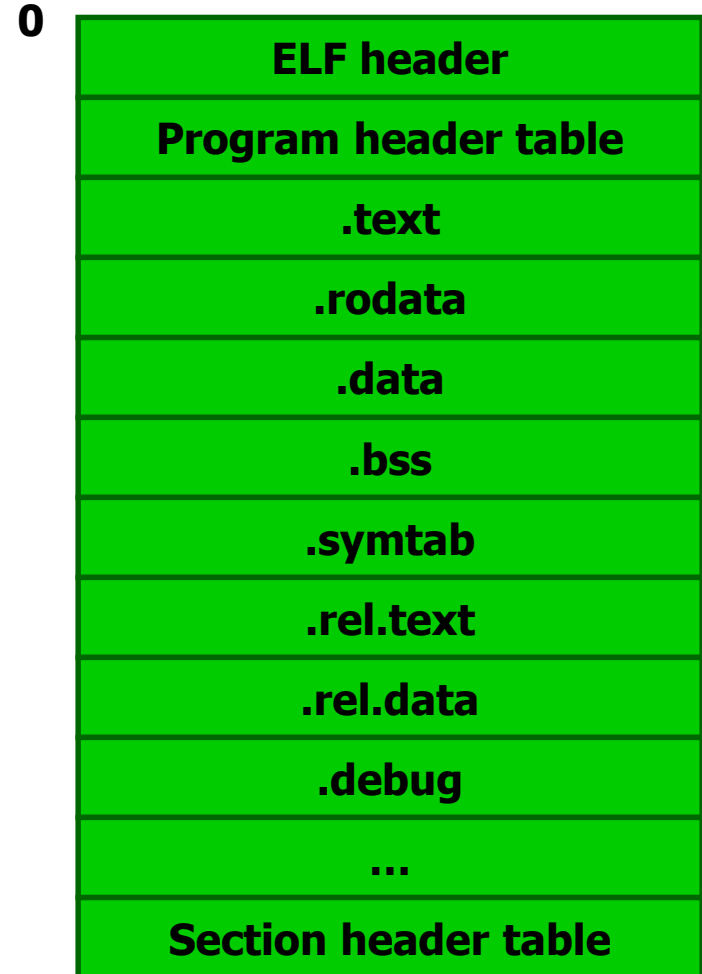 0
ELF header
Program header table
.text
.rodata
.data
.bss
.symtab
.rel.text
.rel.data
.debug
...
Section header table